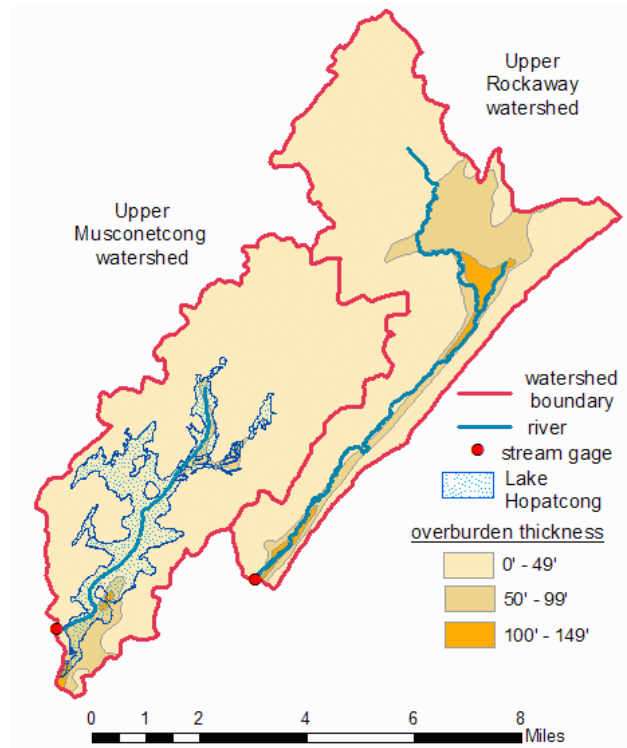 Upper
Rockaway
watershed
Upper
Musconetcong
watershed
watershed
boundary
river
stream gage
Lake
Hopatcong
overburden thickness
0' - 49'
50' - 99'
100' - 149'
0 1 2 4 6 8
Miles